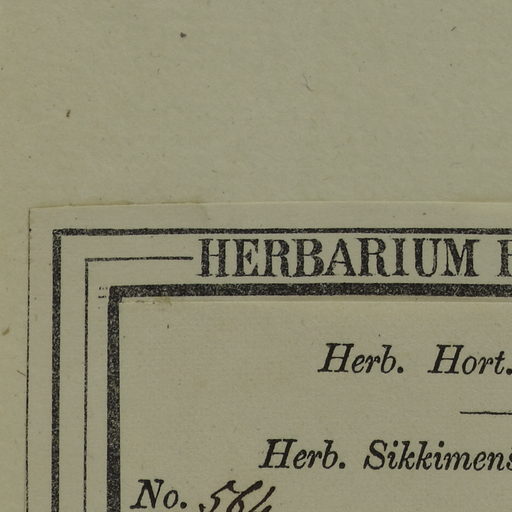 HERBARIUM
Herb. Hort.
Herb. Sikkimens
No. 564